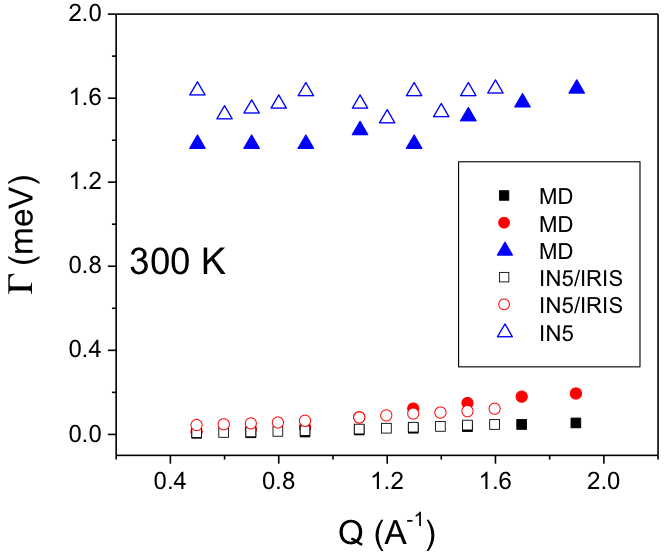 2.0
1.6
1.2
0.8
0.4
0.0
Γ (meV)
300 K
MD
MD
MD
IN5/IRIS
IN5/IRIS
IN5
0.4 0.8 1.2 1.6 2.0
Q (A⁻¹)